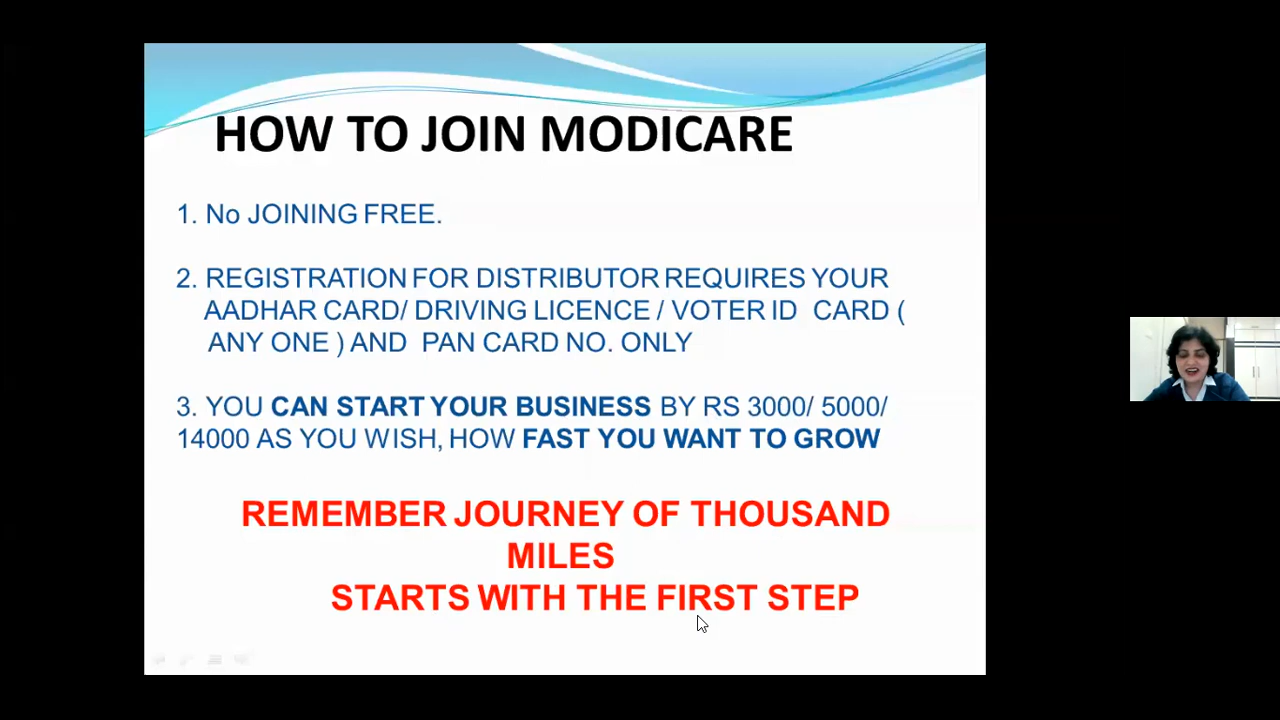 HOW TO JOIN MODICARE
1. No JOINING FREE.
2. REGISTRATION FOR DISTRIBUTOR REQUIRES YOUR
AADHAR CARD/ DRIVING LICENCE / VOTER ID CARD (
ANY ONE ) AND PAN CARD NO. ONLY
3. YOU CAN START YOUR BUSINESS BY RS 3000/ 5000/
14000 AS YOU WISH, HOW FAST YOU WANT TO GROW
REMEMBER JOURNEY OF THOUSAND
MILES
STARTS WITH THE FIRST STEP